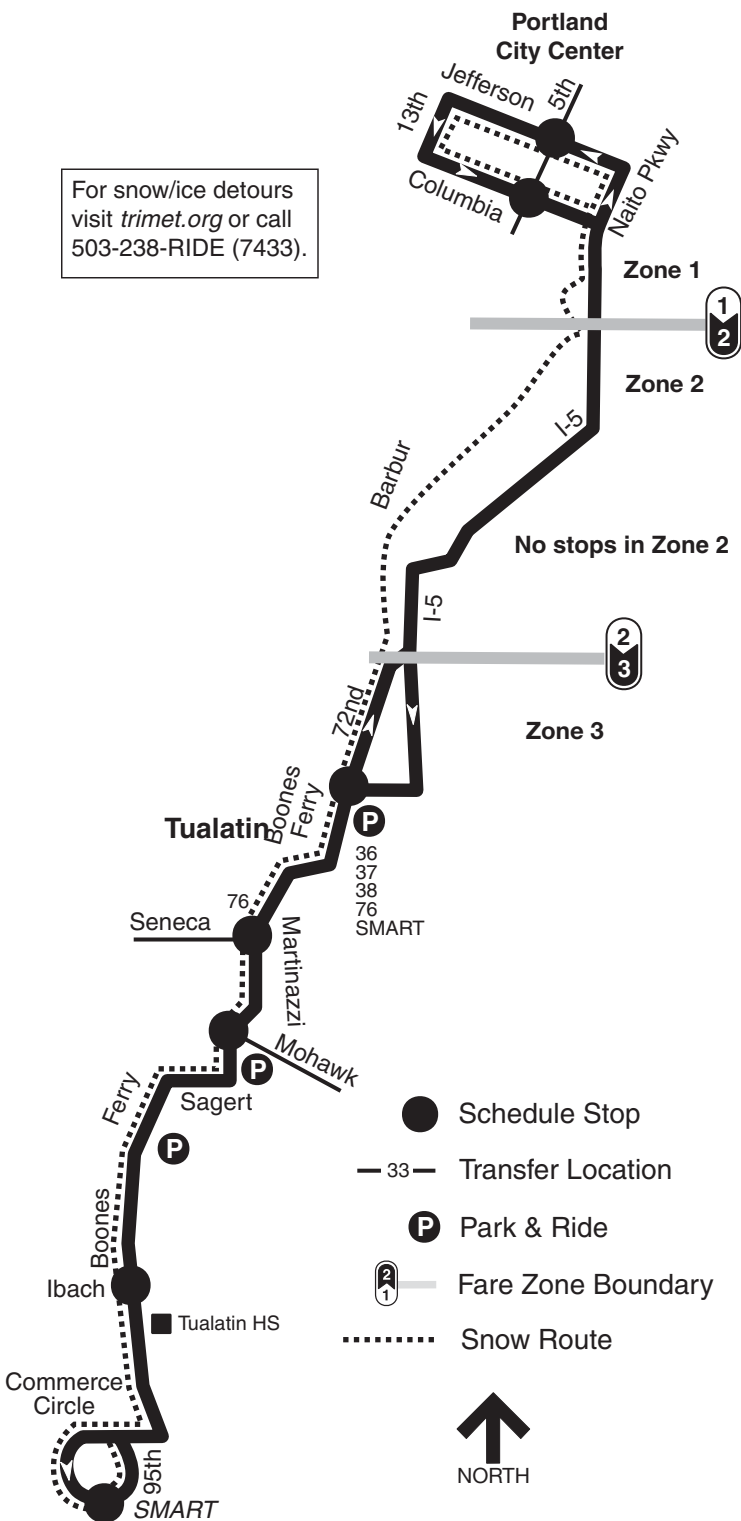 Portland
City Center
Jefferson
5th
13th
Naito Pkwy
Columbia
For snow/ice detours
visit trimet.org or call
503-238-RIDE (7433).
Zone 1
1
2
Zone 2
I-5
Barbur
No stops in Zone 2
I-5
2
3
72nd
Zone 3
Boones
Ferry
Tualatin
P
36
37
38
76
SMART
76
Seneca
Martinazzi
Mohawk
P
Sagert
Ferry
P
Boones
Ibach
Tualatin HS
Commerce
Circle
95th
SMART
Schedule Stop
33
Transfer Location
P
Park & Ride
2
1
Fare Zone Boundary
Snow Route
NORTH